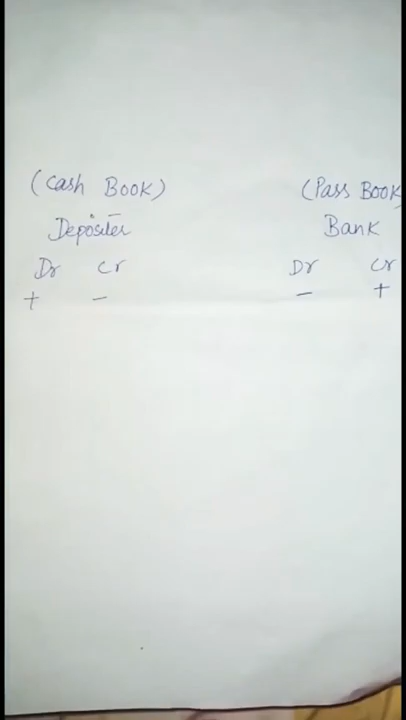 (Cash Book) (Pass Book
Depositer Bank
Dr Cr Dr Cr
+ - - +